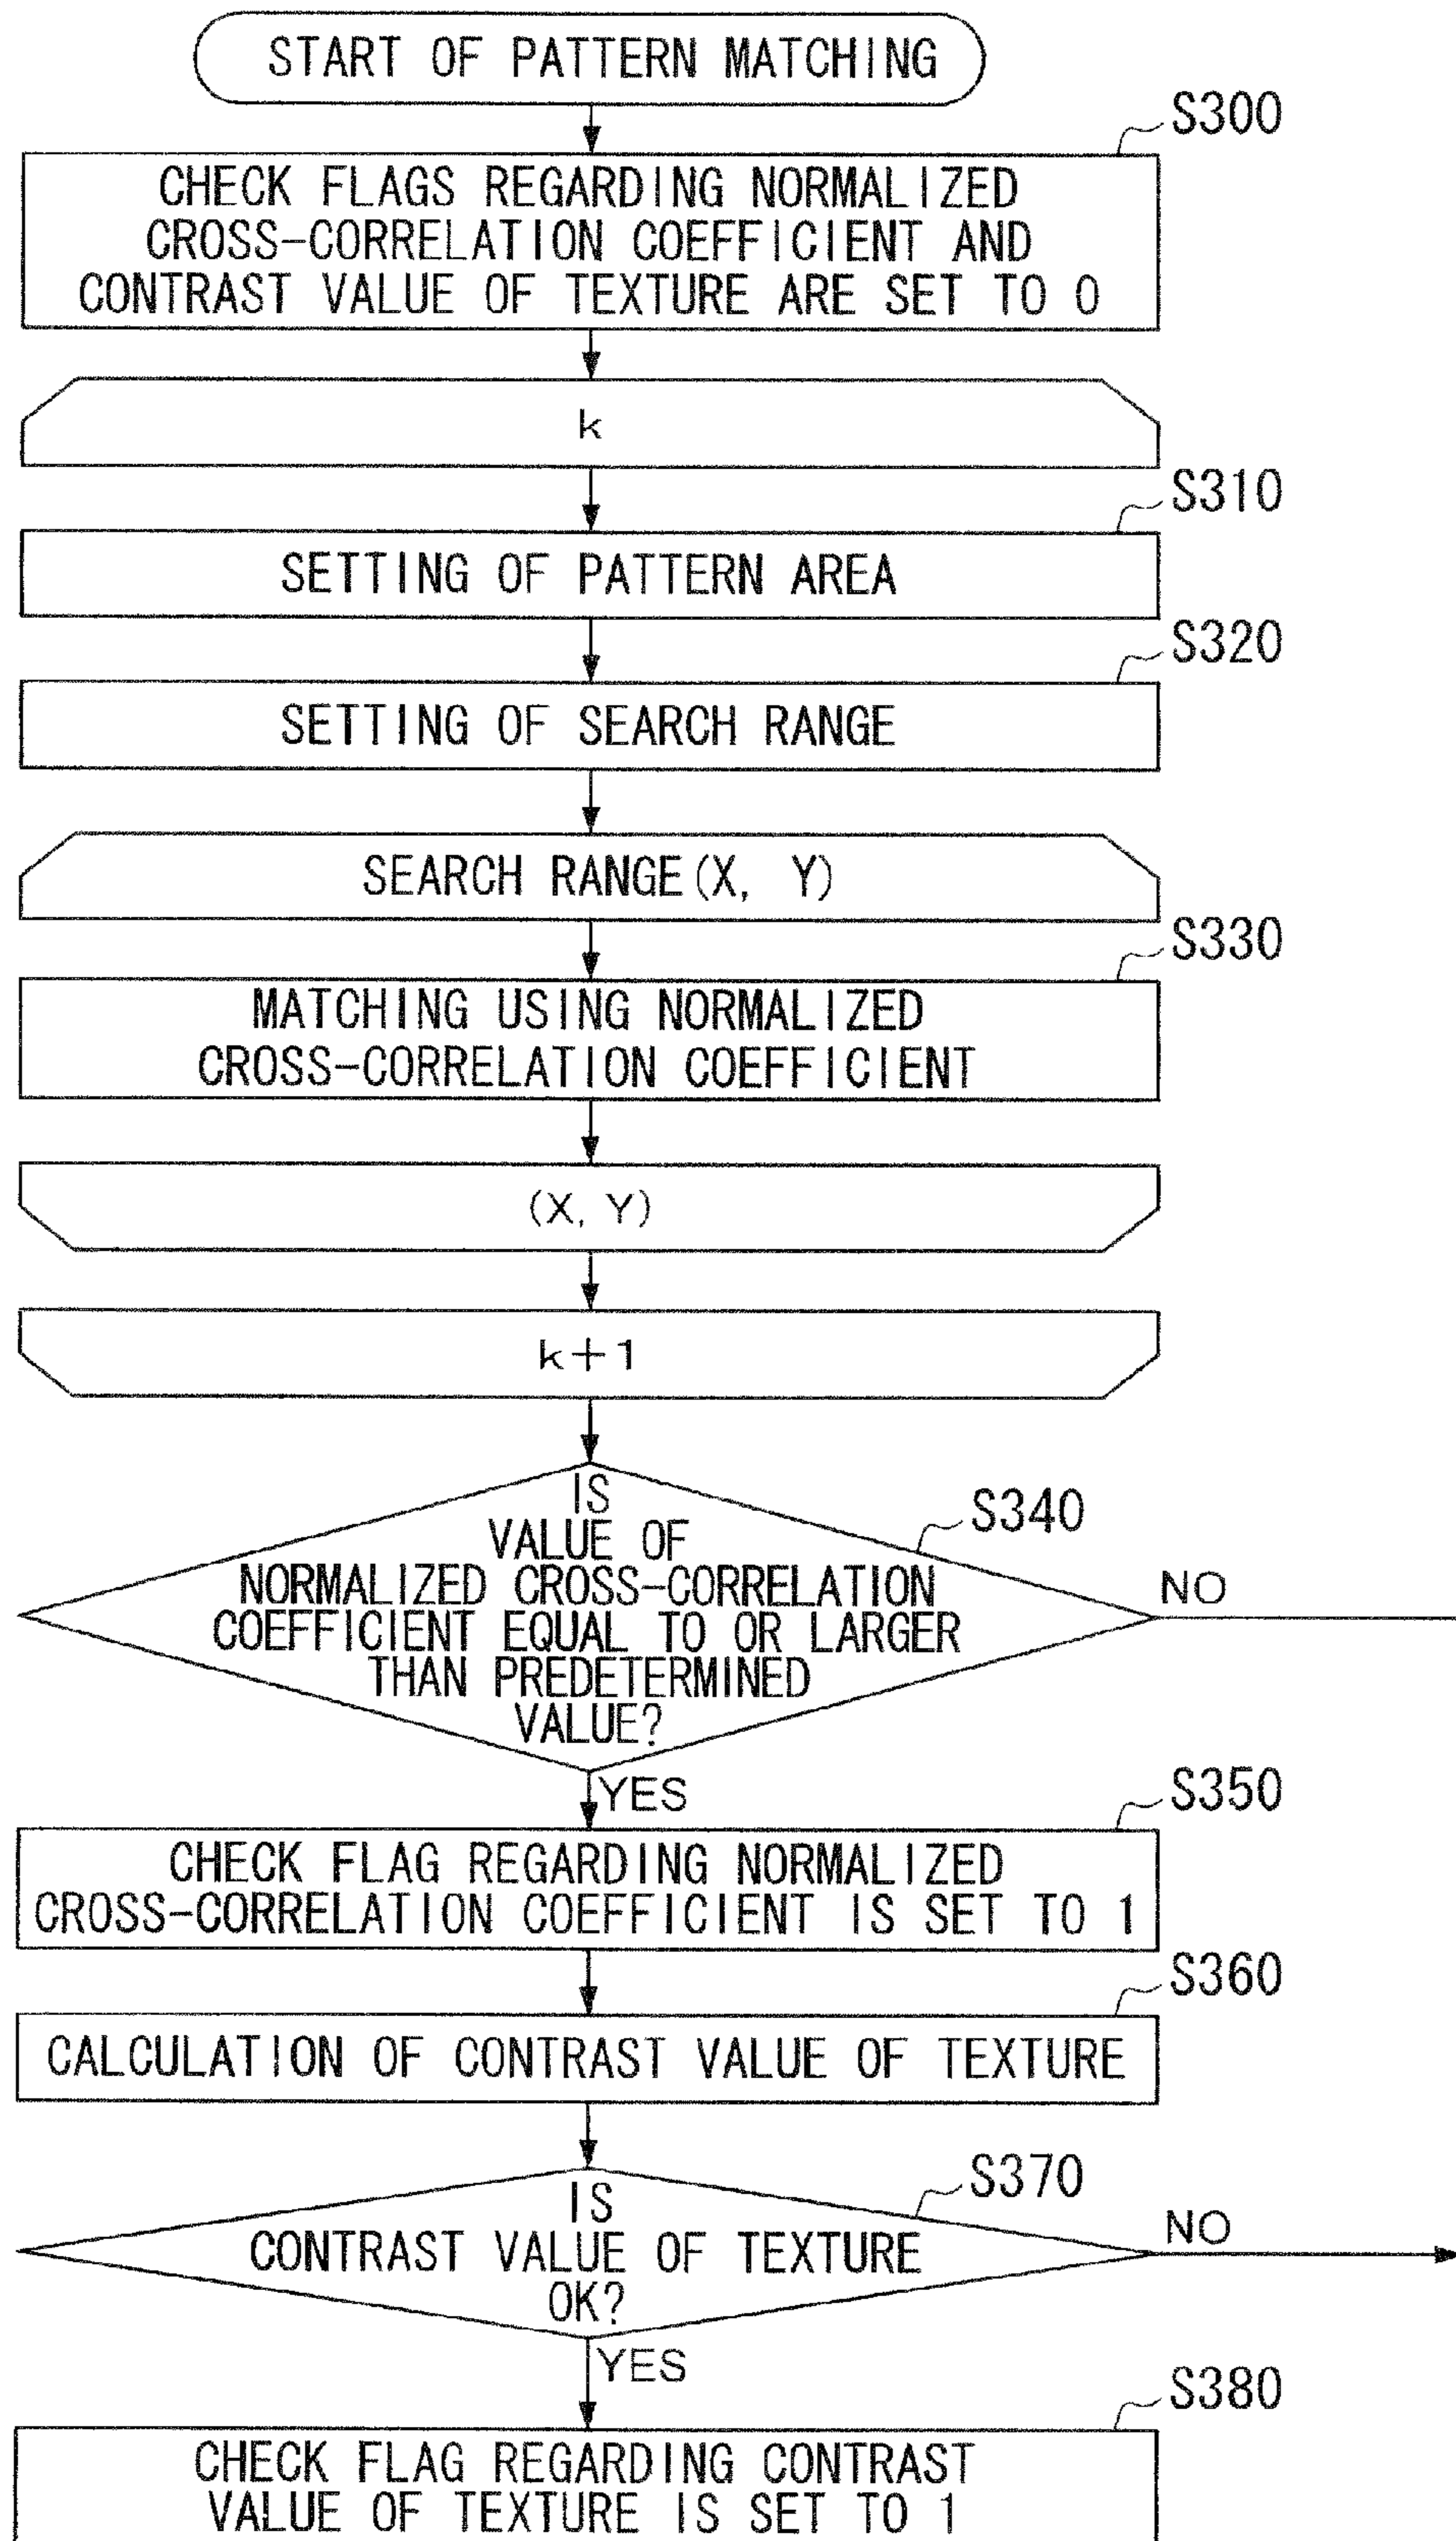 START OF PATTERN MATCHING
S300
CHECK FLAGS REGARDING NORMALIZED
CROSS-CORRELATION COEFFICIENT AND
CONTRAST VALUE OF TEXTURE ARE SET TO 0
k
S310
SETTING OF PATTERN AREA
S320
SETTING OF SEARCH RANGE
SEARCH RANGE(X, Y)
S330
MATCHING USING NORMALIZED
CROSS-CORRELATION COEFFICIENT
(X, Y)
k+1
S340
IS
VALUE OF
NORMALIZED CROSS-CORRELATION
COEFFICIENT EQUAL TO OR LARGER
THAN PREDETERMINED
VALUE?
NO
YES
S350
CHECK FLAG REGARDING NORMALIZED
CROSS-CORRELATION COEFFICIENT IS SET TO 1
S360
CALCULATION OF CONTRAST VALUE OF TEXTURE
S370
IS
CONTRAST VALUE OF TEXTURE
OK?
NO
YES
S380
CHECK FLAG REGARDING CONTRAST
VALUE OF TEXTURE IS SET TO 1